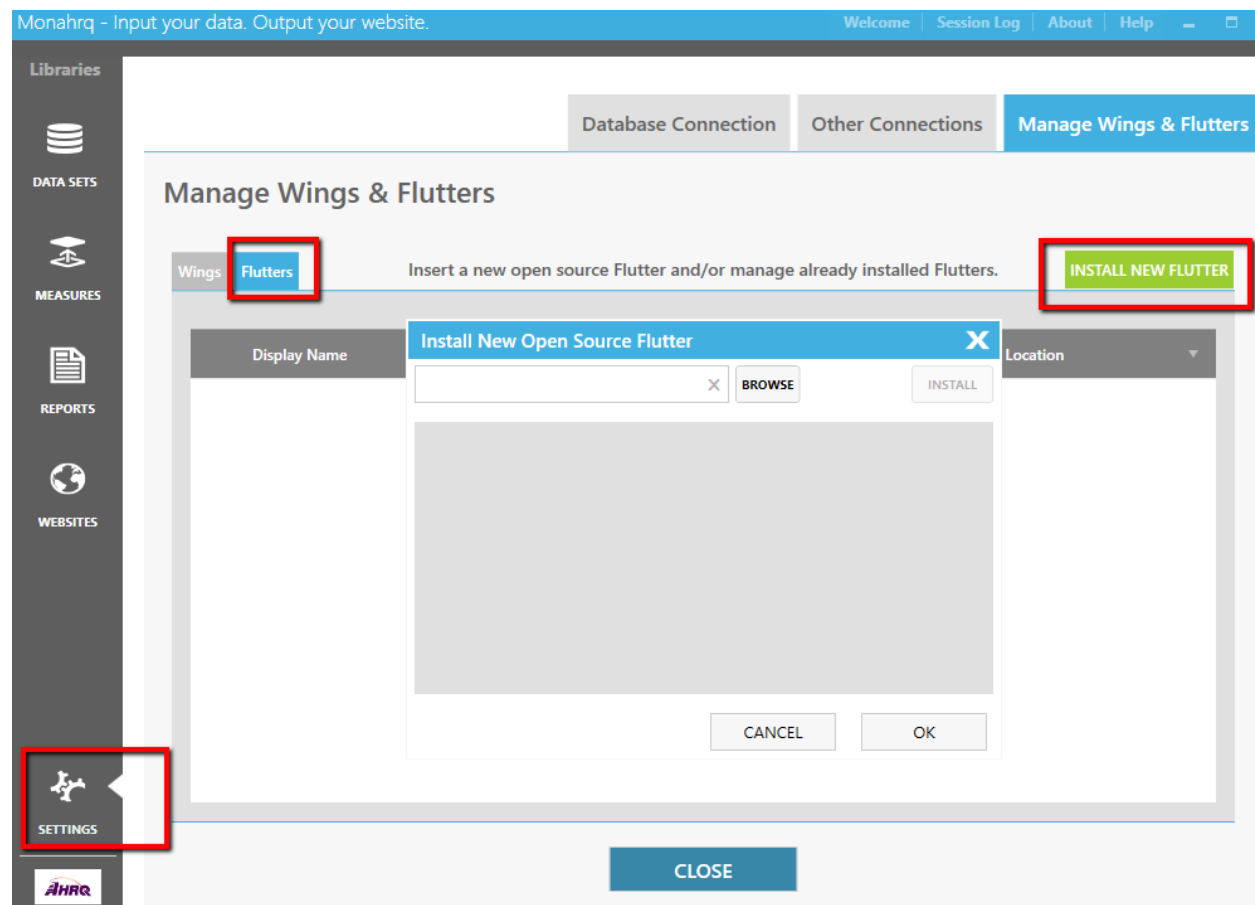 Monahrq - Input your data. Output your website.
Welcome Session Log About Help
Libraries
Database Connection Other Connections Manage Wings & Flutters
DATA SETS
Manage Wings & Flutters
Wings Flutters Insert a new open source Flutter and/or manage already installed Flutters. INSTALL NEW FLUTTER
MEASURES
Display Name Install New Open Source Flutter X Location
BROWSE INSTALL
REPORTS
WEBSITES
CANCEL OK
SETTINGS
CLOSE
AHRQ